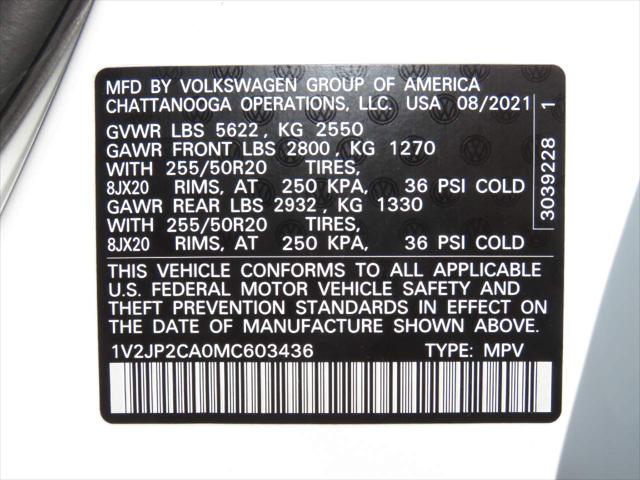 MFD BY VOLKSWAGEN GROUP OF AMERICA
CHATTANOOGA OPERATIONS, LLC. USA 08/2021
GVWR LBS 5622, KG 2550
GAWR FRONT LBS 2800, KG 1270
WITH 255/50R20 TIRES,
8JX20 RIMS, AT 250 KPA, 36 PSI COLD
GAWR REAR LBS 2932, KG 1330
WITH 255/50R20 TIRES,
8JX20 RIMS, AT 250 KPA, 36 PSI COLD
3039228 1
THIS VEHICLE CONFORMS TO ALL APPLICABLE
U.S. FEDERAL MOTOR VEHICLE SAFETY AND
THEFT PREVENTION STANDARDS IN EFFECT ON
THE DATE OF MANUFACTURE SHOWN ABOVE.
1V2JP2CA0MC603436 TYPE: MPV